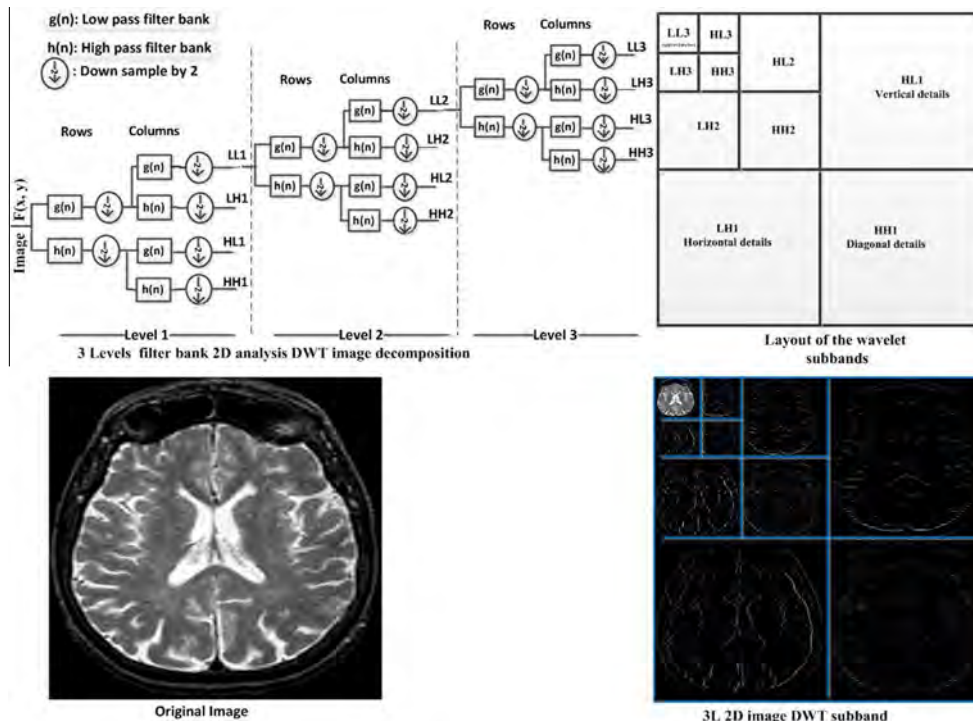 g(n): Low pass filter bank
h(n): High pass filter bank
: Down sample by 2
Rows Columns
Image F(x, y)
g(n)
h(n)
g(n)
h(n)
g(n)
h(n)
LL1
LH1
HL1
HH1
Level 1
Rows Columns
g(n)
h(n)
g(n)
h(n)
g(n)
h(n)
LL2
LH2
HL2
HH2
Level 2
Rows Columns
g(n)
h(n)
g(n)
h(n)
g(n)
h(n)
LL3
LH3
HL3
HH3
Level 3
3 Levels filter bank 2D analysis DWT image decomposition
LL3
HL3
LH3
HH3
HL2
LH2
HH2
HL1
Vertical details
LH1
Horizontal details
HH1
Diagonal details
Layout of the wavelet
subbands
Original Image
3L 2D image DWT subband